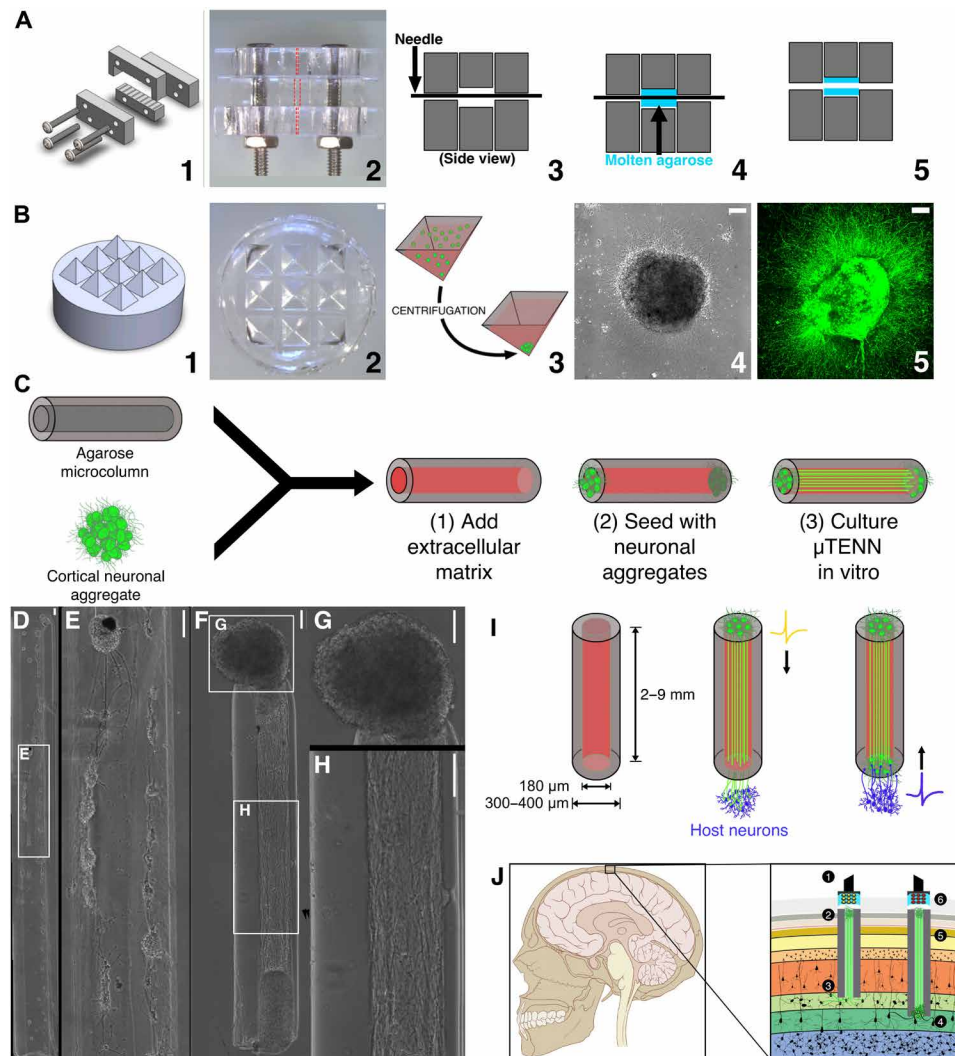 A
1
2
Needle
(Side view)
3
Molten agarose
4
5
B
1
2
CENTRIFUGATION
3
4
5
C
Agarose
microcolumn
Cortical neuronal
aggregate
(1) Add
extracellular
matrix
(2) Seed with
neuronal
aggregates
(3) Culture
μTENN
in vitro
D
E
E
F
G
H
G
H
I
2–9 mm
180 μm
300–400 μm
Host neurons
J
1
2
3
6
5
4